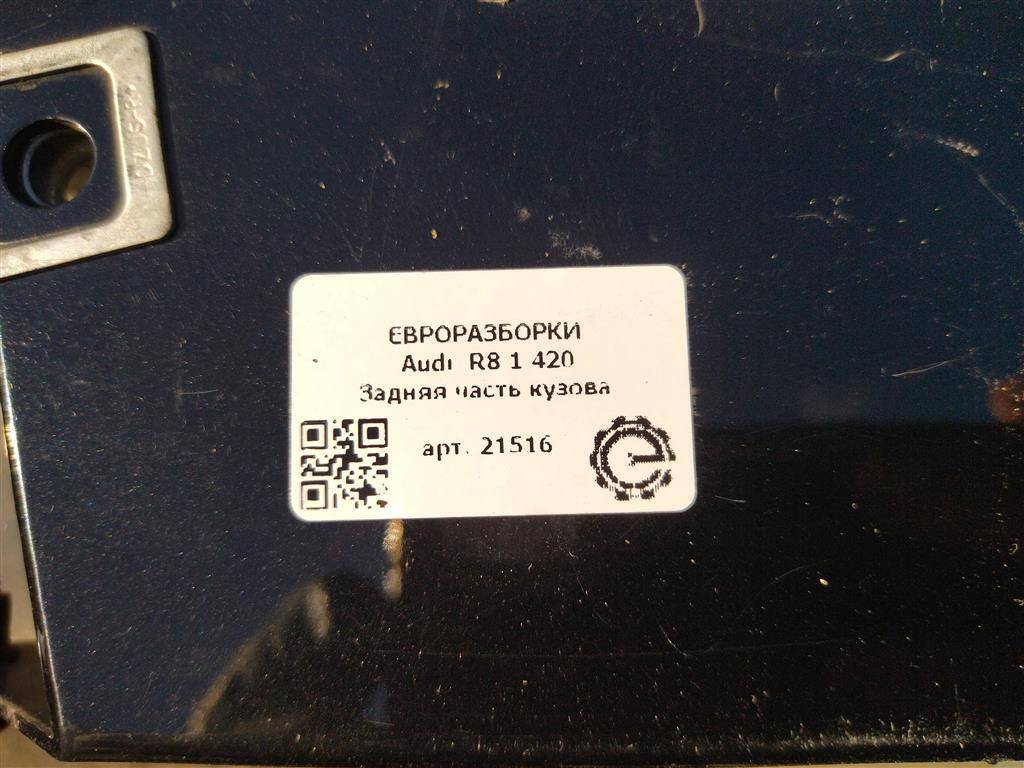 ЕВРОРАЗБОРКИ
Audi R8 1 420
Задняя часть кузова
арт. 21516